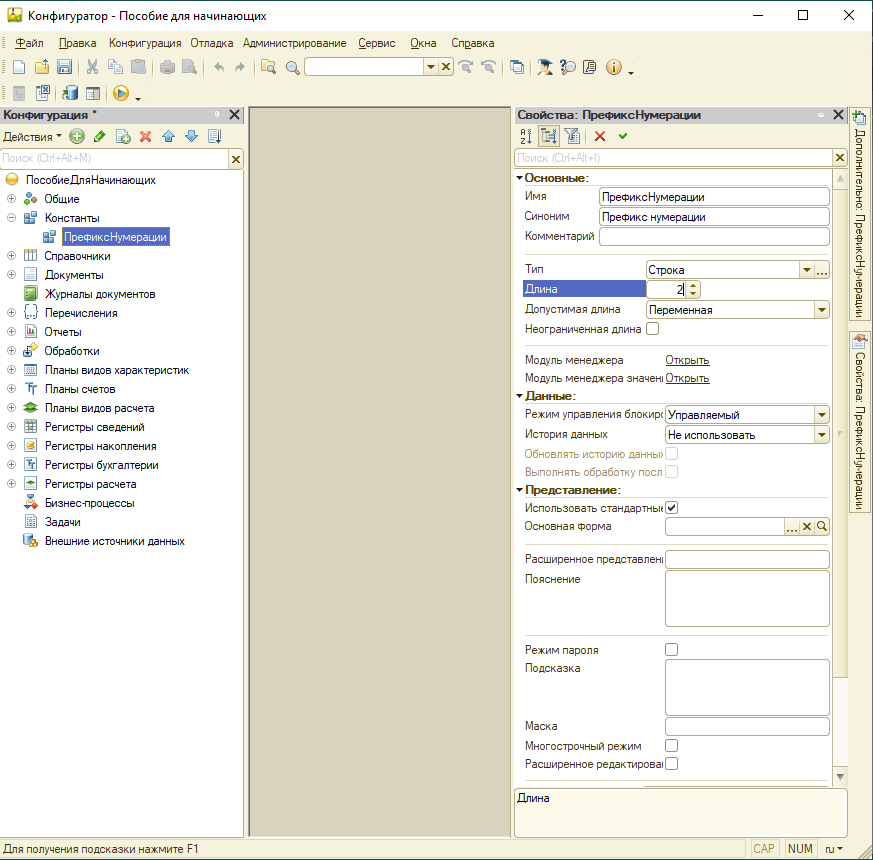 Конфигуратор - Пособие для начинающих
Файл Правка Конфигурация Отладка Администрирование Сервис Окна Справка
Конфигурация *
Действия
Поиск (Ctrl+Alt+M)
ПособиеДляНачинающих
Общие
Константы
ПрефиксНумерации
Справочники
Документы
Журналы документов
Перечисления
Отчеты
Обработки
Планы видов характеристик
Планы счетов
Планы видов расчета
Регистры сведений
Регистры накопления
Регистры бухгалтерии
Регистры расчета
Бизнес-процессы
Задачи
Внешние источники данных
Свойства: ПрефиксНумерации
Поиск (Ctrl+Alt+I)
Основные:
Имя ПрефиксНумерации
Синоним Префикс нумерации
Комментарий
Тип Строка
Длина 2
Допустимая длина Переменная
Неограниченная длина
Модуль менеджера Открыть
Модуль менеджера значени Открыть
Данные:
Режим управления блокиро Управляемый
История данных Не использовать
Обновлять историю данны
Выполнять обработку посл
Представление:
Использовать стандартные
Основная форма
Расширенное представлени
Пояснение
Режим пароля
Подсказка
Маска
Многострочный режим
Расширенное редактирова
Длина
Дополнительно: ПрефиксНумерации
Свойства: ПрефиксНумерации
Для получения подсказки нажмите F1
CAP NUM ru